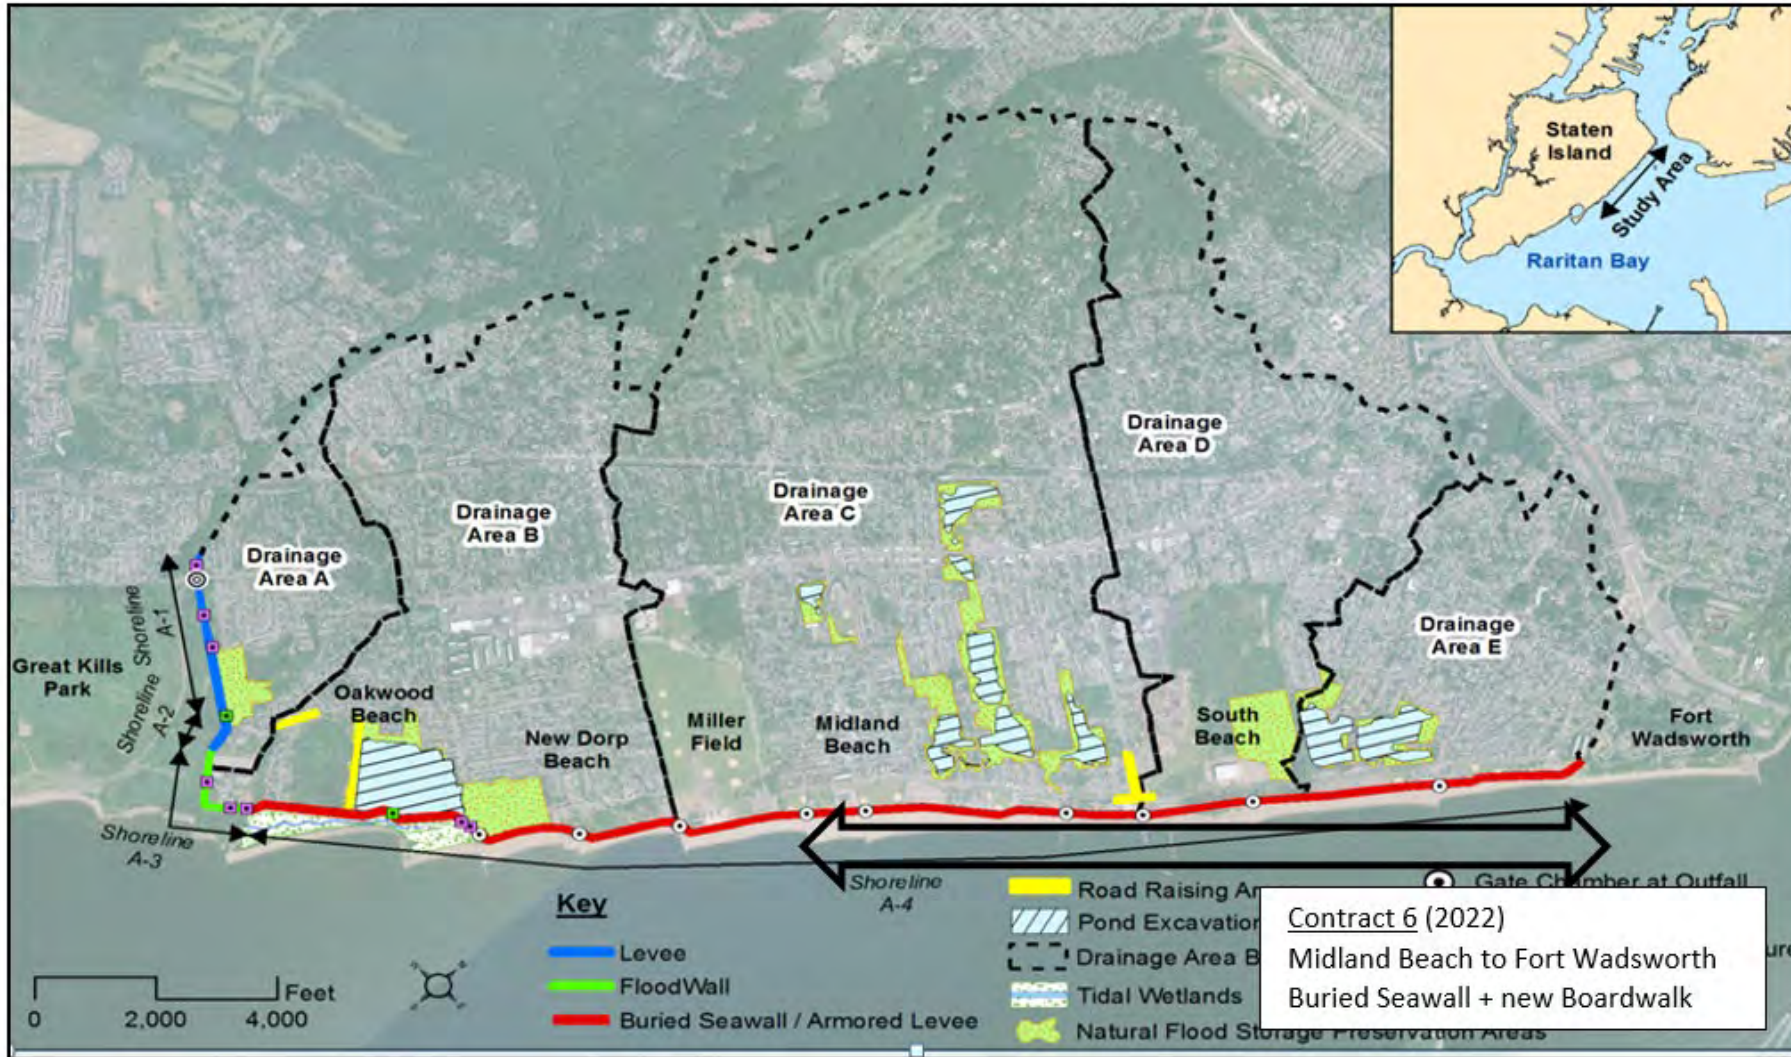 Staten
Island
Study Area
Raritan Bay
Drainage
Area D
Drainage
Area C
Drainage
Area B
Drainage
Area A
Drainage
Area E
Shoreline
A-1
Great Kills
Park
Shoreline
A-2
Oakwood
Beach
New Dorp
Beach
Miller
Field
Midland
Beach
South
Beach
Fort
Wadsworth
Shoreline
A-3
Shoreline
A-4
Key
Levee
FloodWall
Buried Seawall / Armored Levee
Feet
0 2,000 4,000
Road Raising
Pond Excavation
Drainage Area
Tidal Wetlands
Natural Flood Storage Preservation Areas
Gate Chamber at Outfall
Contract 6 (2022)
Midland Beach to Fort Wadsworth
Buried Seawall + new Boardwalk